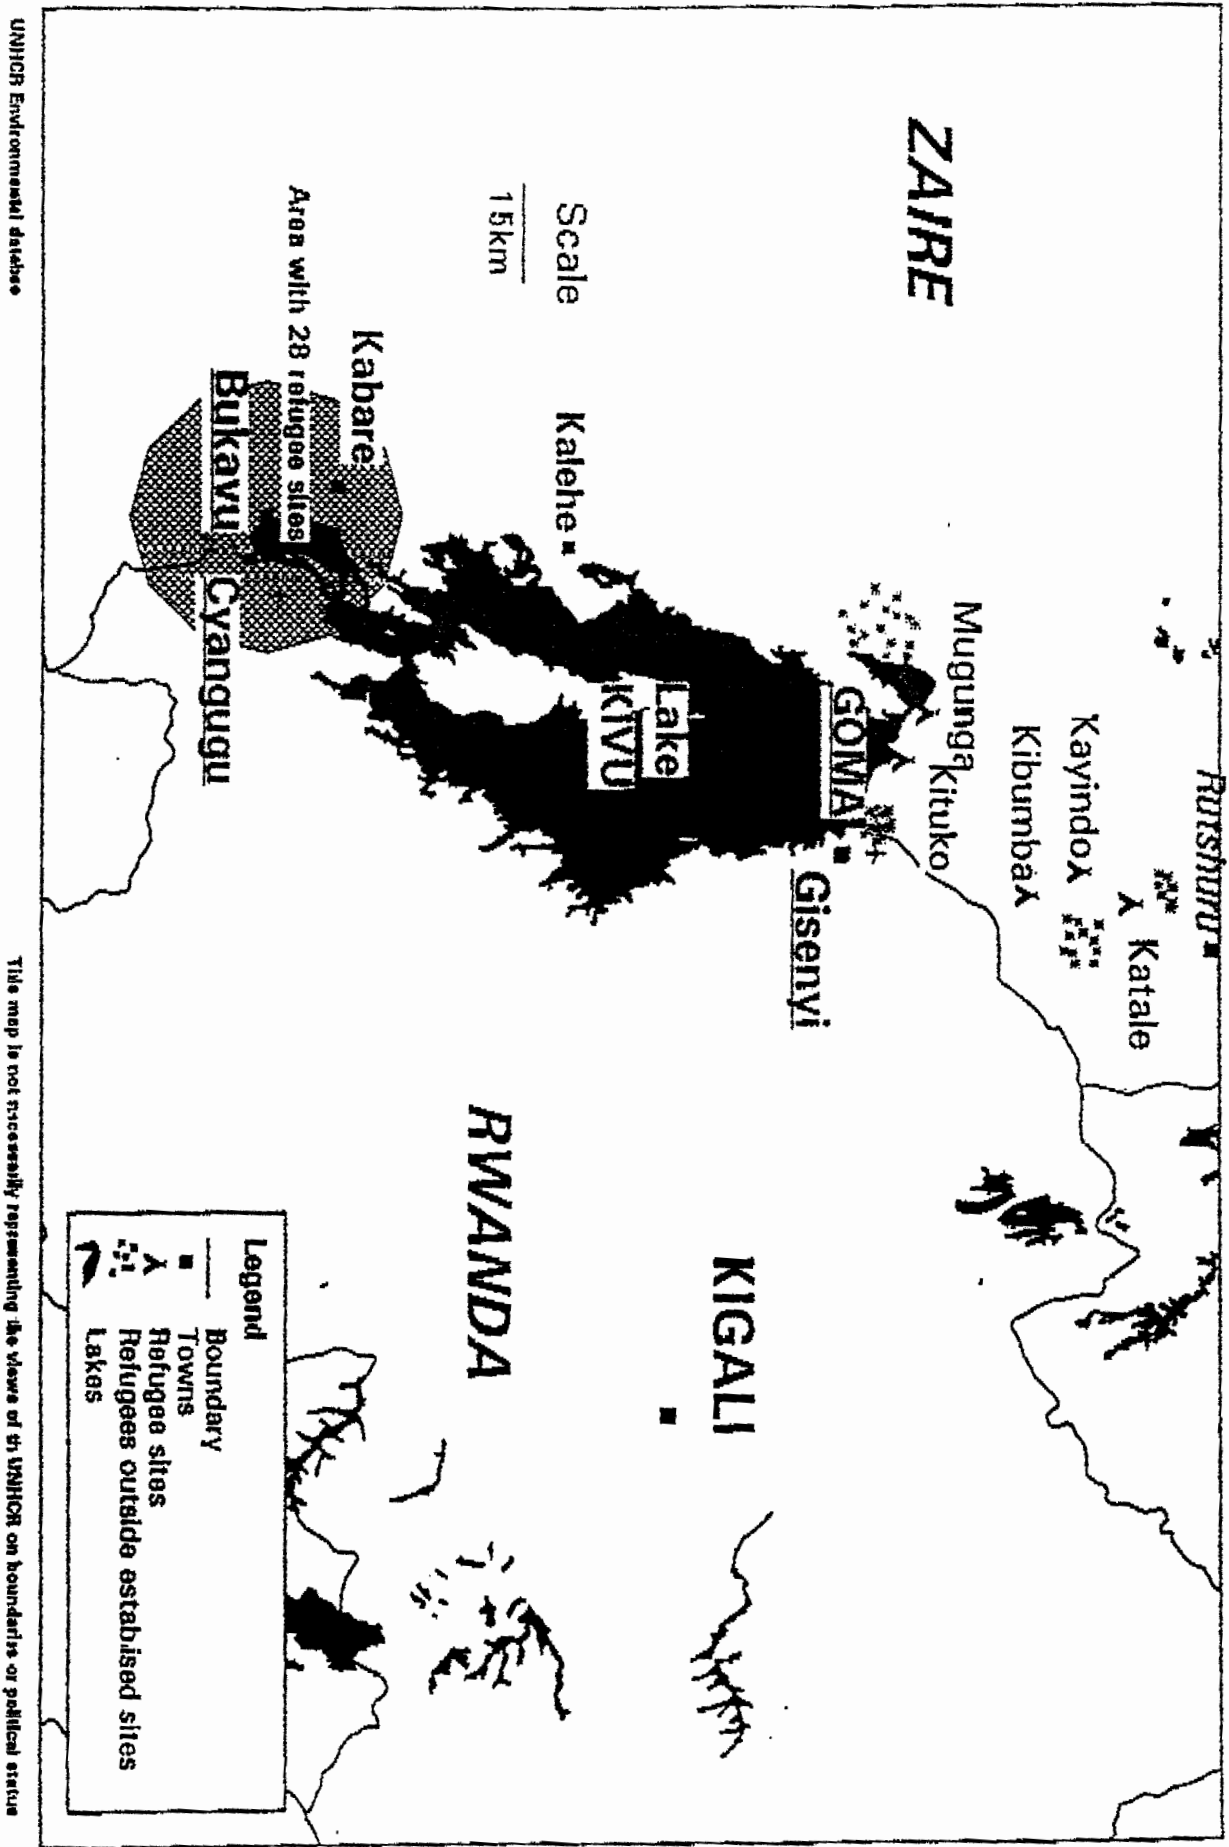 Rutshuru
Katale
Kayindo
Kibumba
Mugunga
Kituko
ZAIRE
GOMA
Gisenyi
KIGALI
Lake
KIVU
Scale
15km
Kalehe
RWANDA
Kabare
Area with 28 refugee sites
Bukavu
Cyangugu
Legend
Boundary
Towns
Refugee sites
Refugees outside estabised sites
Lakes
UNHCR Environmental databse
This map is not nscessarily representing the views of th UNHCR on boundaries or political status